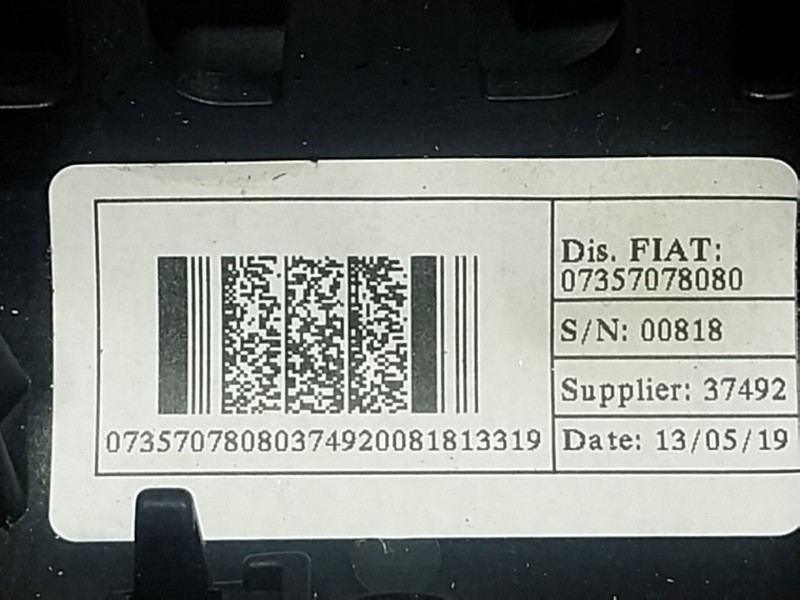 Dis. FIAT:
07357078080
S/N: 00818
Supplier: 37492
Date: 13/05/19
07357078080374920081813319